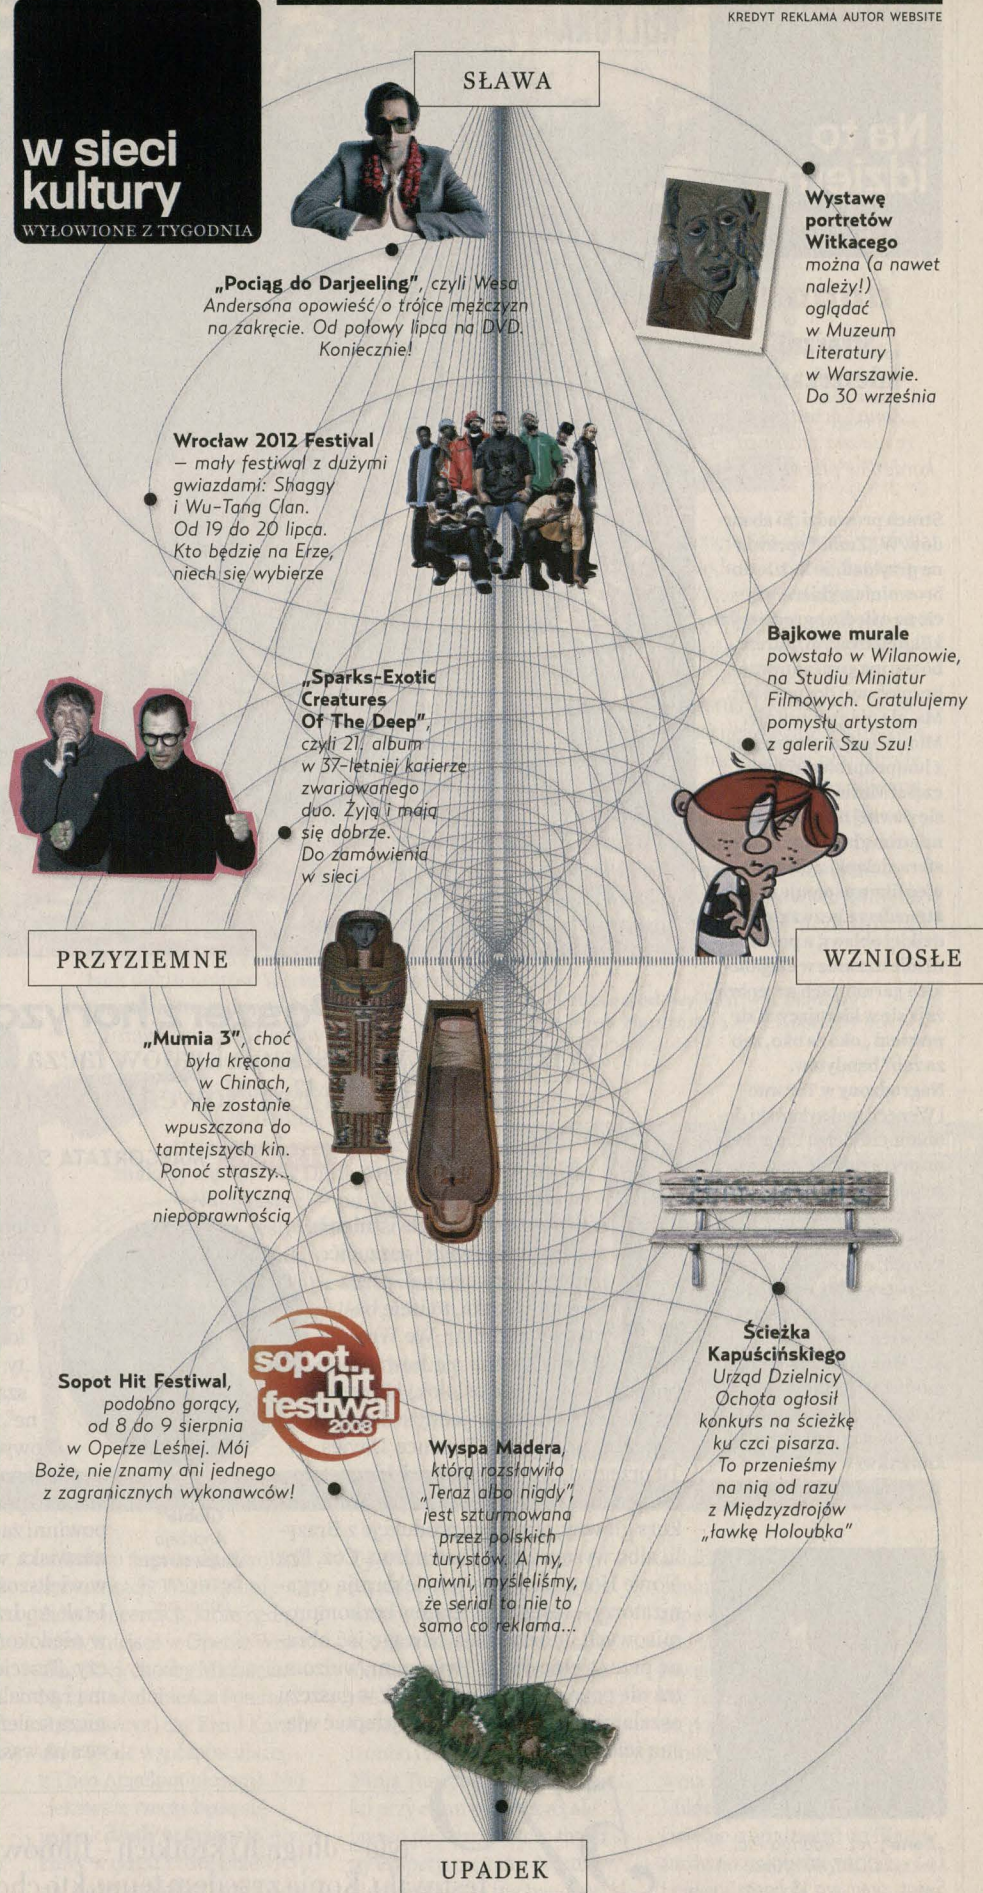 KREDYT REKLAMA AUTOR WEBSITE
w sieci
kultury
WYŁOWIONE Z TYGODNIA
SŁAWA
„Pociąg do Darjeeling”, czyli Wesa
Andersona opowieść o trójce mężczyzn
na zakręcie. Od połowy lipca na DVD.
Koniecznie!
Wystawę
portretów
Witkacego
można (a nawet
należy!)
oglądać
w Muzeum
Literatury
w Warszawie.
Do 30 września
Wrocław 2012 Festival
– mały festiwal z dużymi
gwiazdami: Shaggy
i Wu-Tang Clan.
Od 19 do 20 lipca.
Kto będzie na Erze,
niech się wybierze
Bajkowe murale
powstało w Wilanowie,
na Studiu Miniatur
Filmowych. Gratulujemy
pomysłu artystom
z galerii Szu Szu!
„Sparks-Exotic
Creatures
Of The Deep”,
czyli 21. album
w 37-letniej karierze
zwariowanego
duo. Żyją i mają
się dobrze.
Do zamówienia
w sieci
PRZYZIEMNE
WZNIOSŁE
„Mumia 3”, choć
była kręcona
w Chinach,
nie zostanie
wpuszczona do
tamtejszych kin.
Ponoć straszy...
polityczną
niepoprawnością
Ścieżka
Kapuścińskiego
Urząd Dzielnicy
Ochota ogłosił
konkurs na ścieżkę
ku czci pisarza.
To przenieśmy
na nią od razu
z Międzyzdrojów
„ławkę Holoubka”
sopot
hit
festiwal
2008
Sopot Hit Festiwal,
podobno gorący,
od 8 do 9 sierpnia
w Operze Leśnej. Mój
Boże, nie znamy ani jednego
z zagranicznych wykonawców!
Wyspa Madera,
którą rozsławiło
„Teraz albo nigdy”,
jest szturmowana
przez polskich
turystów. A my,
naiwni, myśleliśmy,
że serial to nie to
samo co reklama...
UPADEK